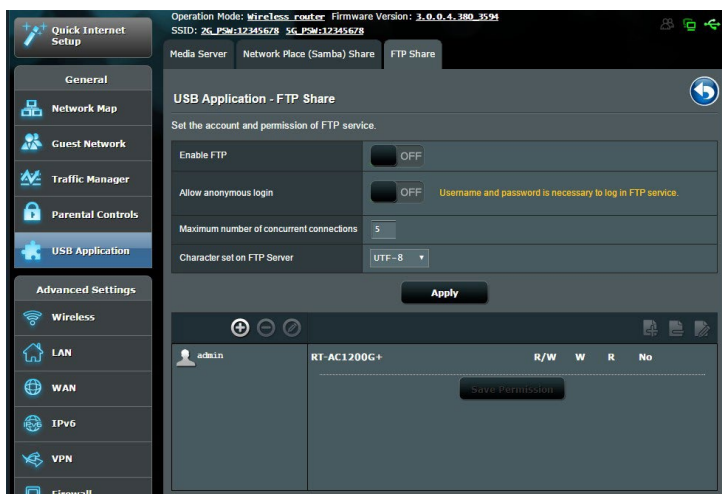 Quick Internet
Setup
Operation Mode: Wireless router Firmware Version: 3.0.0.4.380_3594
SSID: 2G_PSW:12345678 5G_PSW:12345678
Media Server Network Place (Samba) Share FTP Share
General
Network Map
Guest Network
Traffic Manager
Parental Controls
USB Application
Advanced Settings
Wireless
LAN
WAN
IPv6
IPv6
VPN
Firewall
USB Application - FTP Share
Set the account and permission of FTP service.
Enable FTP OFF
Allow anonymous login OFF Username and password is necessary to log in FTP service.
Maximum number of concurrent connections 5
Character set on FTP Server UTF-8
Apply
admin
RT-AC1200G+ R/W W R No
Save Permission